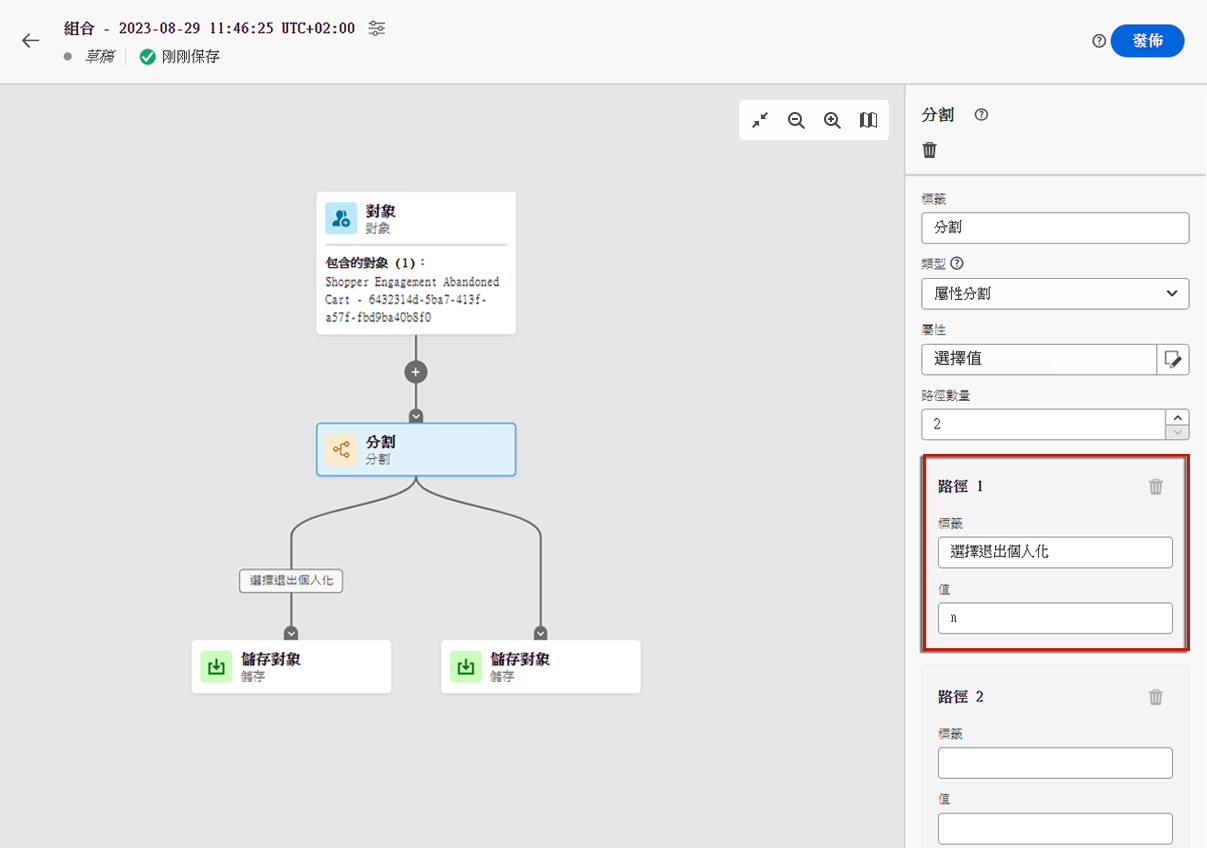 組合 - 2023-08-29 11:46:25 UTC+02:00
草稿
剛剛保存
發佈
對象
對象
包含的對象 (1)：
Shopper Engagement Abandoned
Cart - 6432314d-5ba7-413f-
a57f-fbd9ba40b8f0
分割
分割
選擇退出個人化
儲存對象
儲存
儲存對象
儲存
分割
標籤
分割
類型
屬性分割
屬性
選擇值
路徑數量
2
路徑 1
標籤
選擇退出個人化
值
n
路徑 2
標籤
值